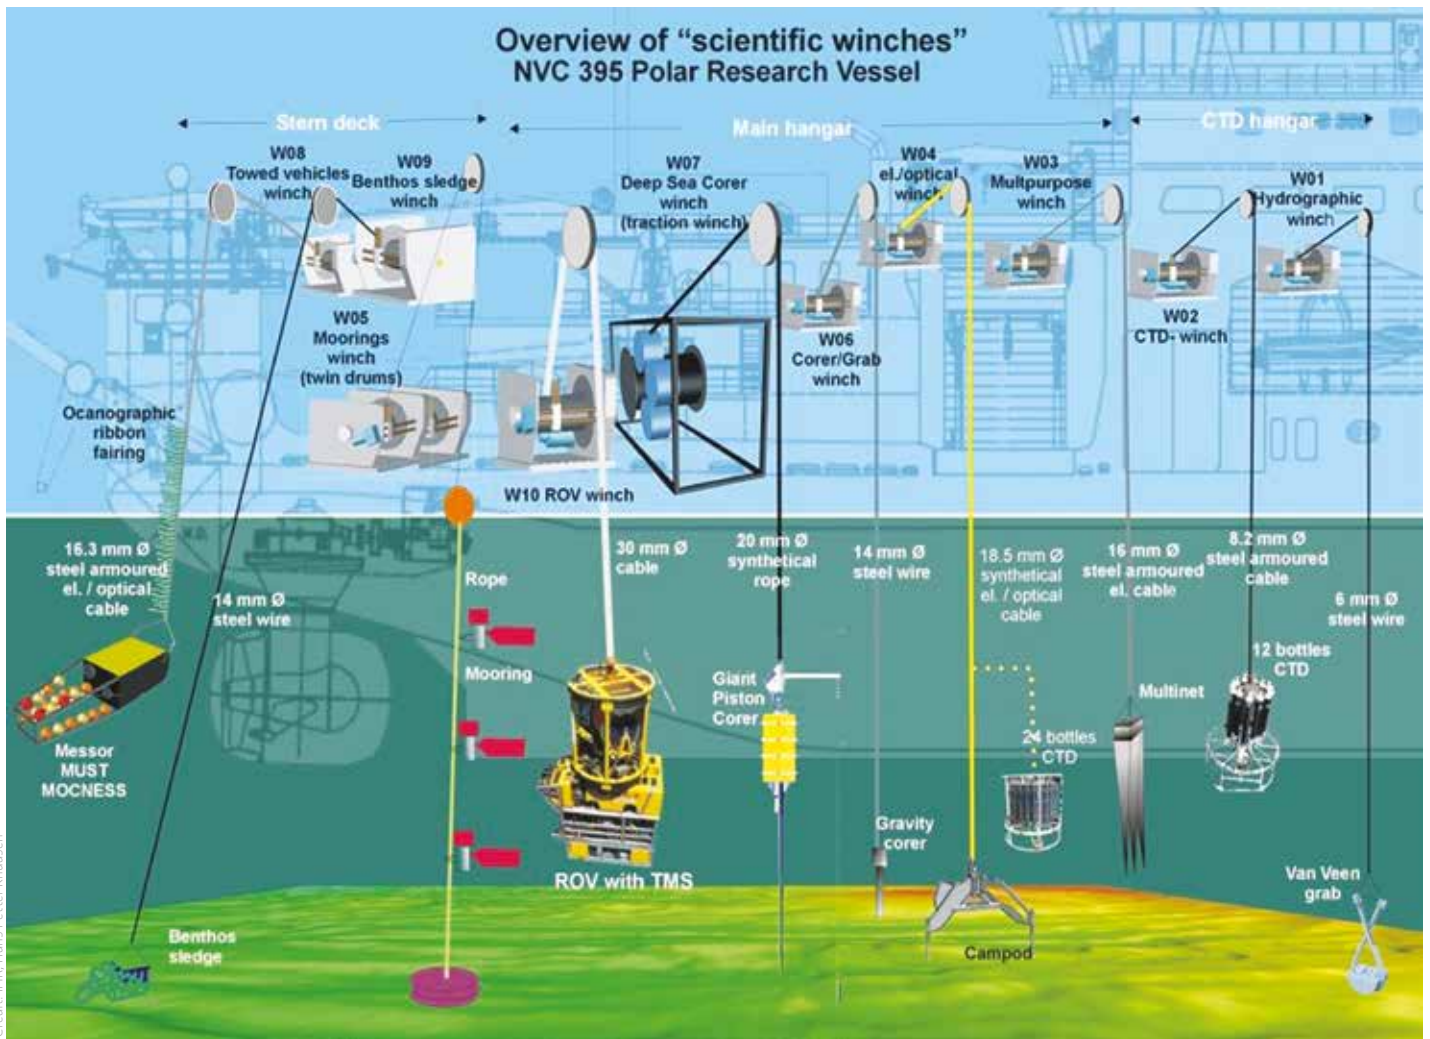 Overview of “scientific winches”
NVC 395 Polar Research Vessel
Stern deck
Main hangar
CTD hangar
W08
Towed vehicles
winch
W09
Benthos sledge
winch
W07
Deep Sea Corer
winch
(traction winch)
W04
el./optical
winch
W03
Multpurpose
winch
W01
Hydrographic
winch
W05
Moorings
winch
(twin drums)
W06
Corer/Grab
winch
W02
CTD- winch
Ocanographic
ribbon
fairing
W10 ROV winch
16.3 mm Ø
steel armoured
el. / optical
cable
14 mm Ø
steel wire
Rope
30 mm Ø
cable
20 mm Ø
synthetical
rope
14 mm Ø
steel wire
18.5 mm Ø
synthetical
el. / optical
cable
16 mm Ø
steel armoured
el. cable
8.2 mm Ø
steel armoured
cable
6 mm Ø
steel wire
Mooring
Giant
Piston
Corer
Multinet
12 bottles
CTD
24 bottles
CTD
Messor
MUST
MOCNESS
Gravity
corer
ROV with TMS
Van Veen
grab
Benthos
sledge
Campod